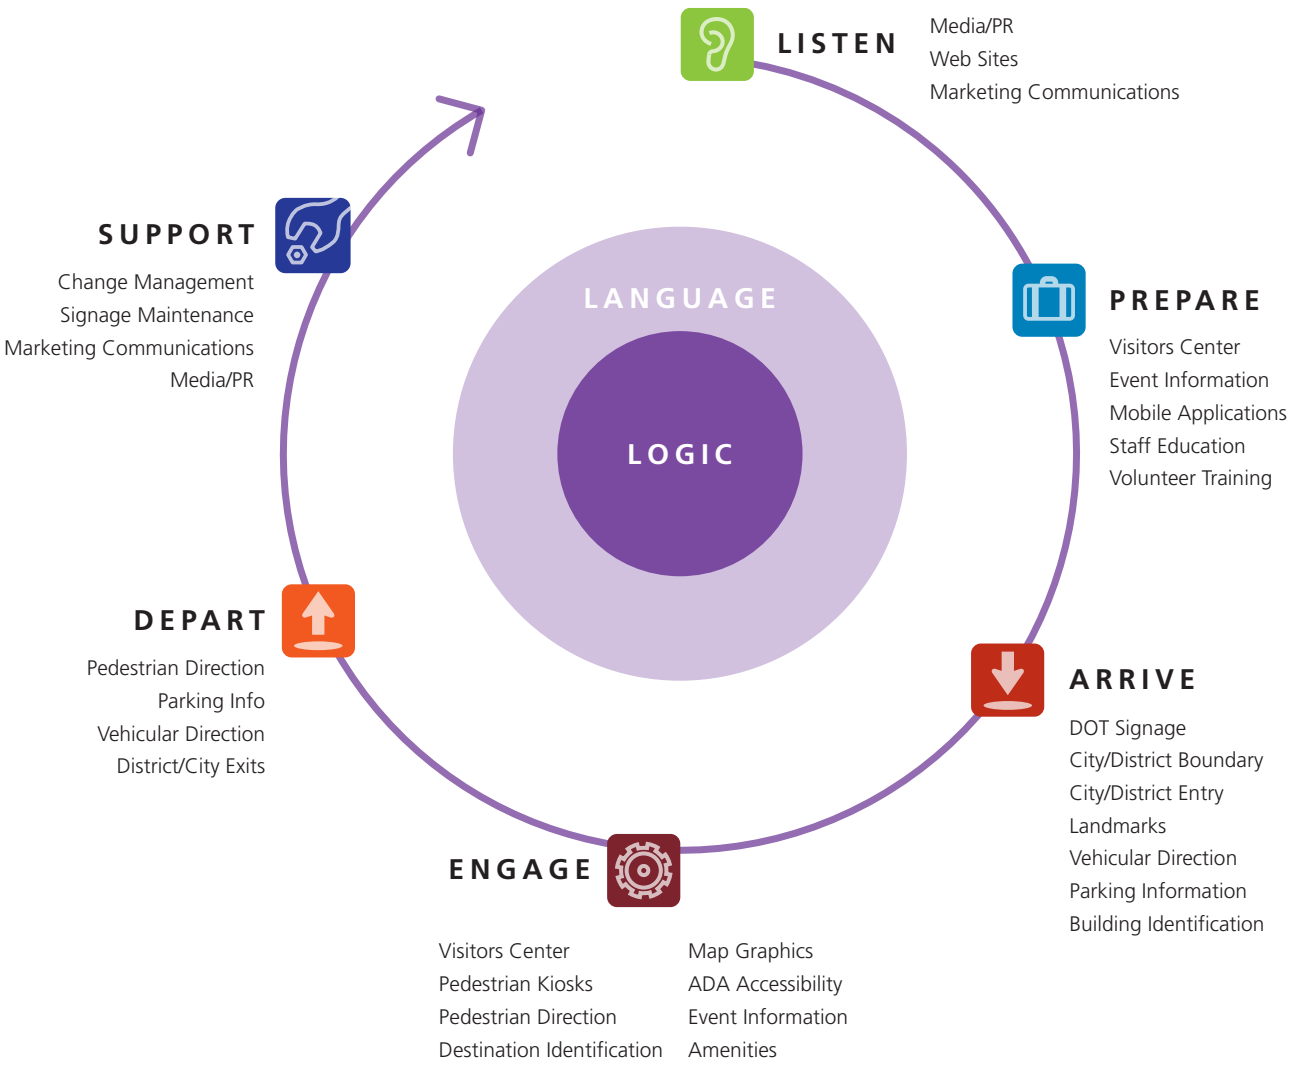 LISTEN
Media/PR
Web Sites
Marketing Communications
PREPARE
Visitors Center
Event Information
Mobile Applications
Staff Education
Volunteer Training
ARRIVE
DOT Signage
City/District Boundary
City/District Entry
Landmarks
Vehicular Direction
Parking Information
Building Identification
ENGAGE
Visitors Center
Pedestrian Kiosks
Pedestrian Direction
Destination Identification
Map Graphics
ADA Accessibility
Event Information
Amenities
DEPART
Pedestrian Direction
Parking Info
Vehicular Direction
District/City Exits
SUPPORT
Change Management
Signage Maintenance
Marketing Communications
Media/PR
LANGUAGE
LOGIC